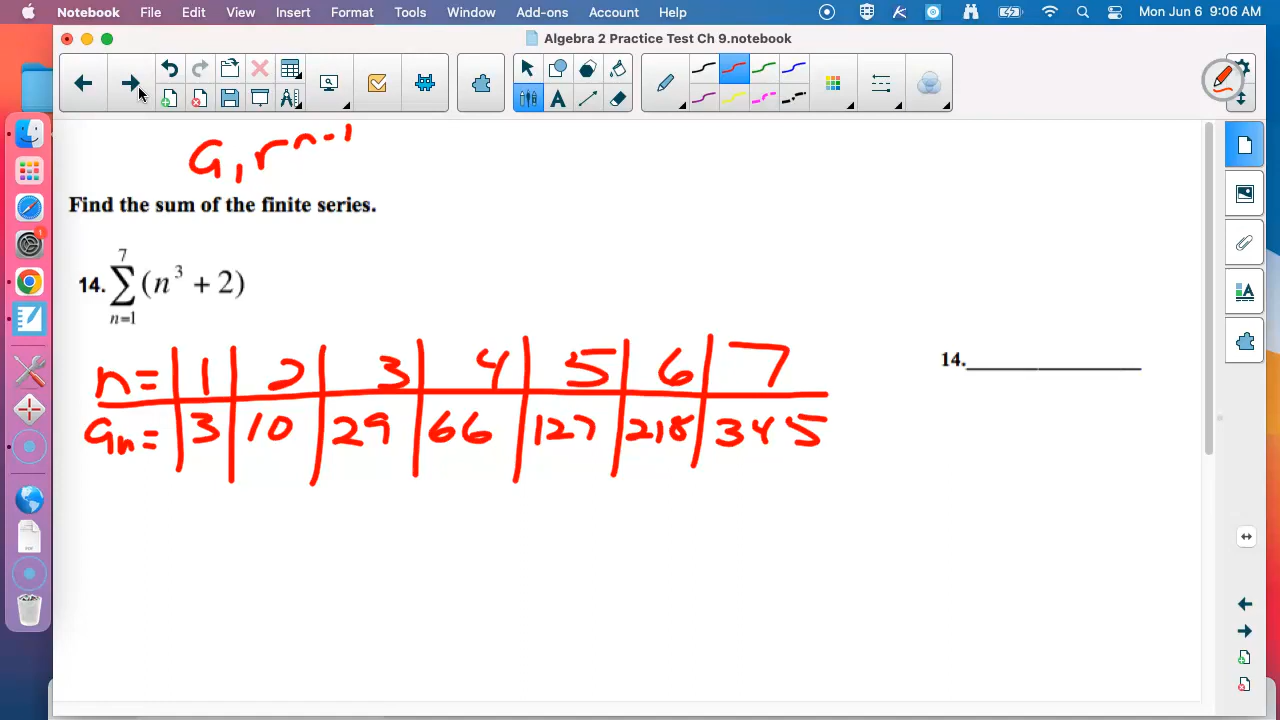 Notebook File Edit View Insert Format Tools Window Add-ons Account Help Mon Jun 6 9:06 AM
Algebra 2 Practice Test Ch 9.notebook
a₁rⁿ⁻¹
Find the sum of the finite series.
14. ∑ₙ₌₁⁷ (n³ + 2)
n= | 1 | 2 | 3 | 4 | 5 | 6 | 7
aₙ= | 3 | 10 | 29 | 66 | 127 | 218 | 345
14.________________